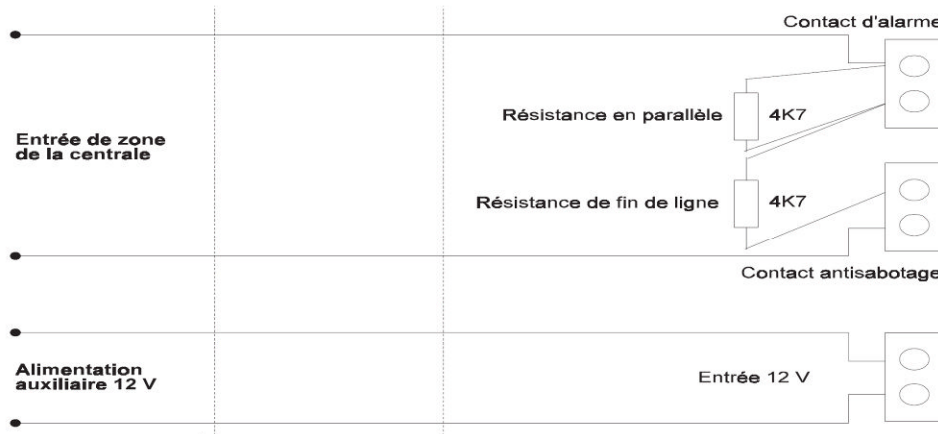 Contact d'alarme
Résistance en parallèle
4K7
Entrée de zone
de la centrale
Résistance de fin de ligne
4K7
Contact antisabotage
Alimentation
auxiliaire 12 V
Entrée 12 V